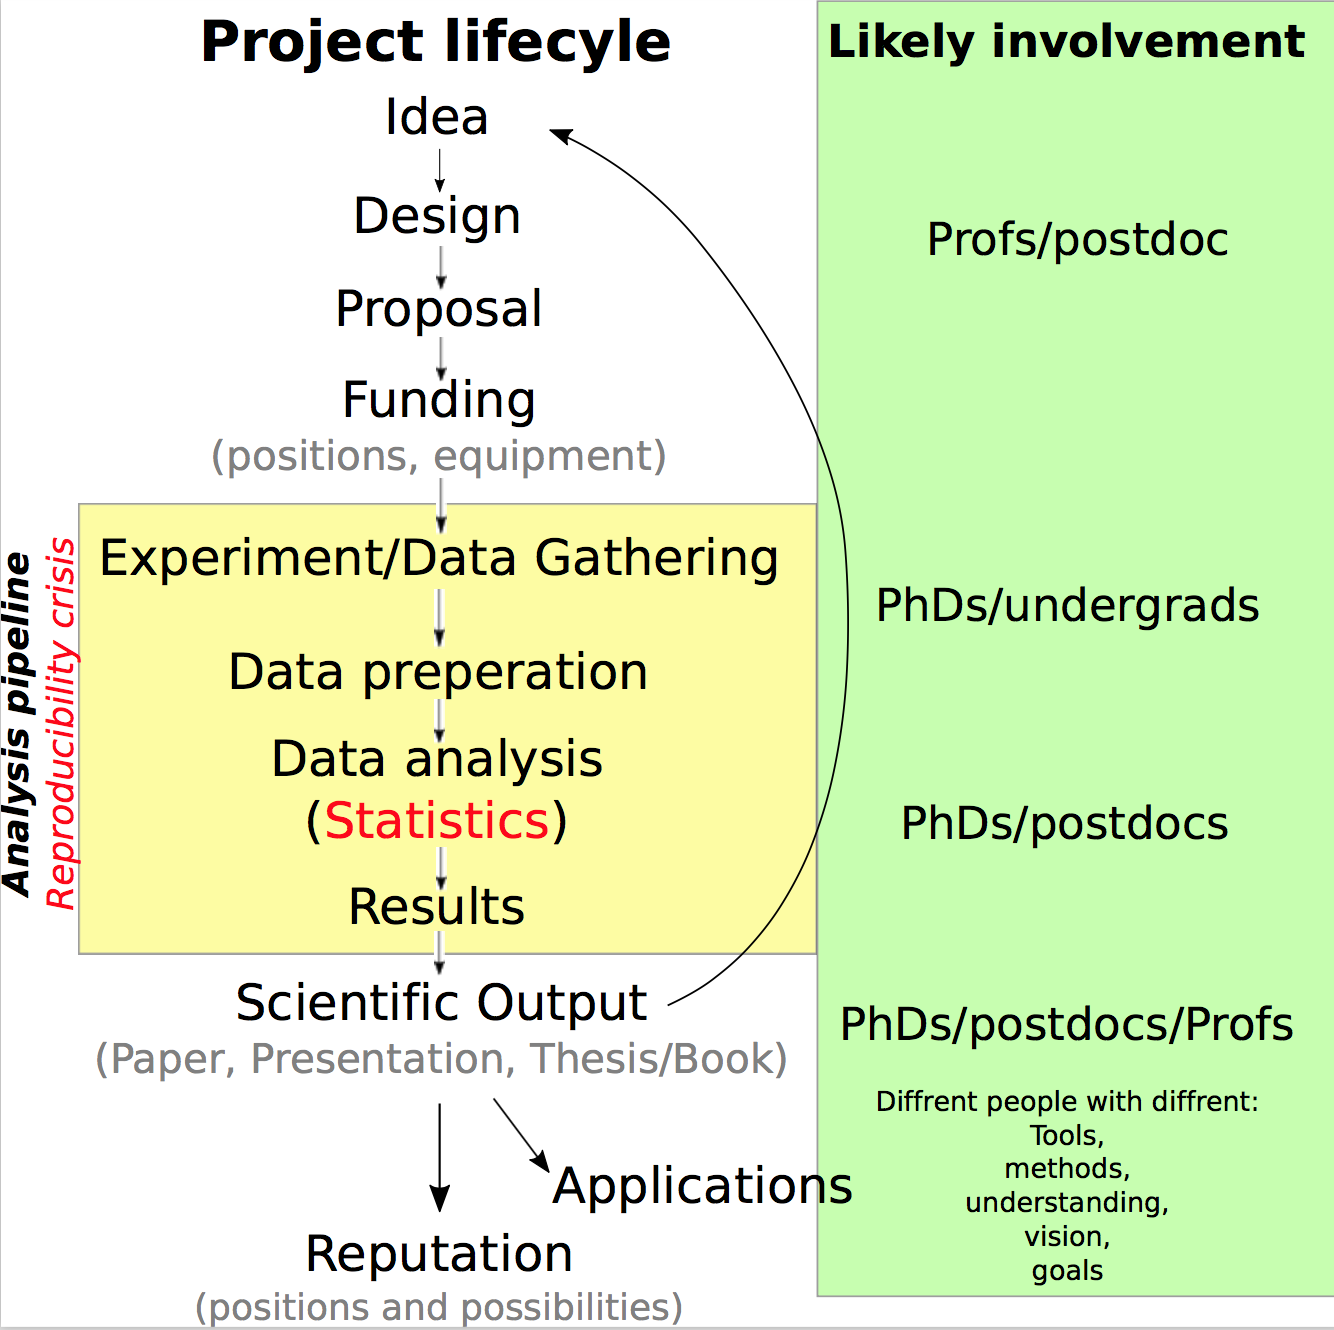 Project lifecyle
Idea
Design
Proposal
Funding
(positions, equipment)
Analysis pipeline
Reproducibility crisis
Experiment/Data Gathering
Data preperation
Data analysis
(Statistics)
Results
Scientific Output
(Paper, Presentation, Thesis/Book)
Applications
Reputation
(positions and possibilities)
Likely involvement
Profs/postdoc
PhDs/undergrads
PhDs/postdocs
PhDs/postdocs/Profs
Diffrent people with diffrent:
Tools,
methods,
understanding,
vision,
goals